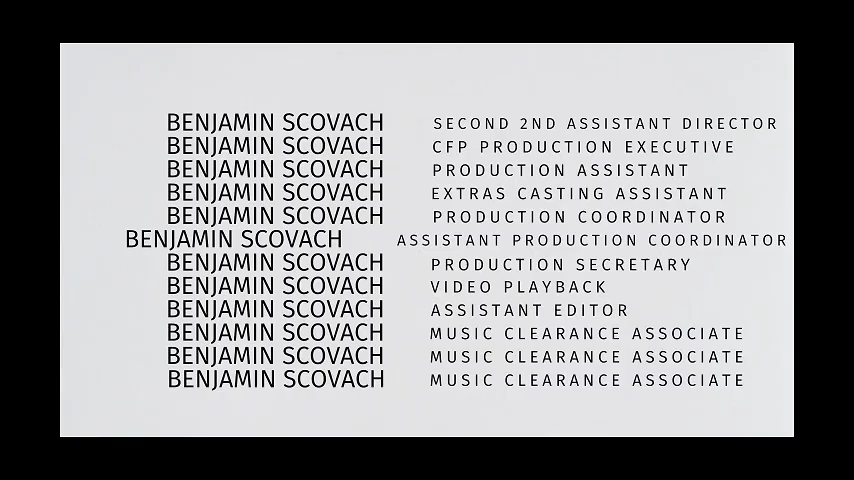 BENJAMIN SCOVACH SECOND 2ND ASSISTANT DIRECTOR
BENJAMIN SCOVACH CFP PRODUCTION EXECUTIVE
BENJAMIN SCOVACH PRODUCTION ASSISTANT
BENJAMIN SCOVACH EXTRAS CASTING ASSISTANT
BENJAMIN SCOVACH PRODUCTION COORDINATOR
BENJAMIN SCOVACH ASSISTANT PRODUCTION COORDINATOR
BENJAMIN SCOVACH PRODUCTION SECRETARY
BENJAMIN SCOVACH VIDEO PLAYBACK
BENJAMIN SCOVACH ASSISTANT EDITOR
BENJAMIN SCOVACH MUSIC CLEARANCE ASSOCIATE
BENJAMIN SCOVACH MUSIC CLEARANCE ASSOCIATE
BENJAMIN SCOVACH MUSIC CLEARANCE ASSOCIATE